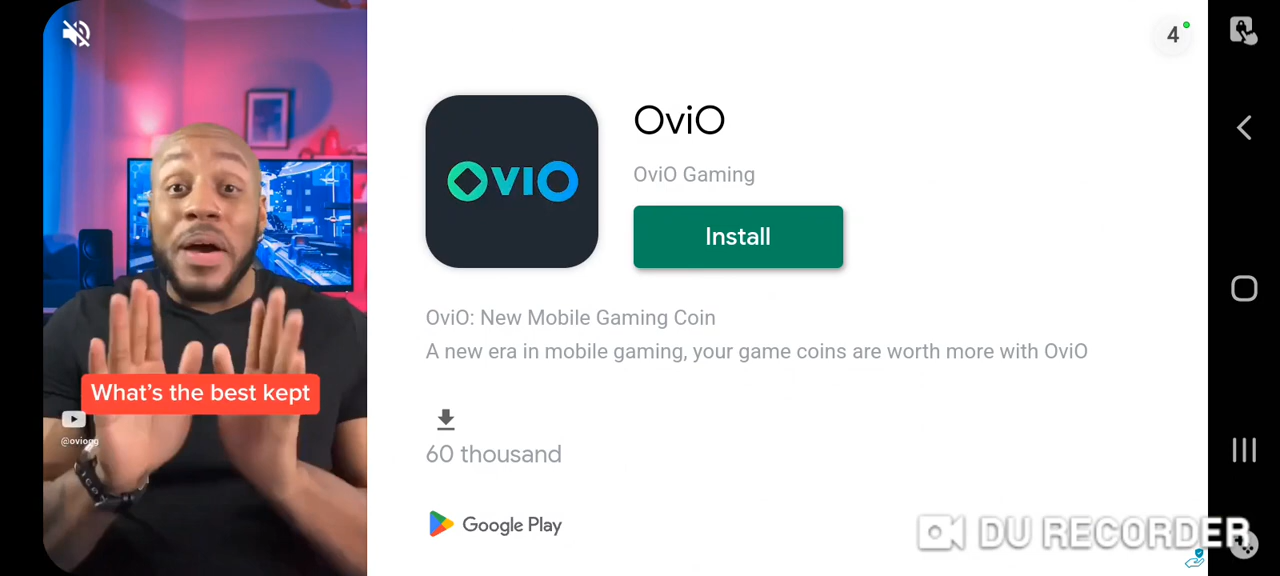 What's the best kept
@oviogg
4
OVIO
OviO
OviO Gaming
Install
OviO: New Mobile Gaming Coin
A new era in mobile gaming, your game coins are worth more with OviO
60 thousand
Google Play
DU RECORDER